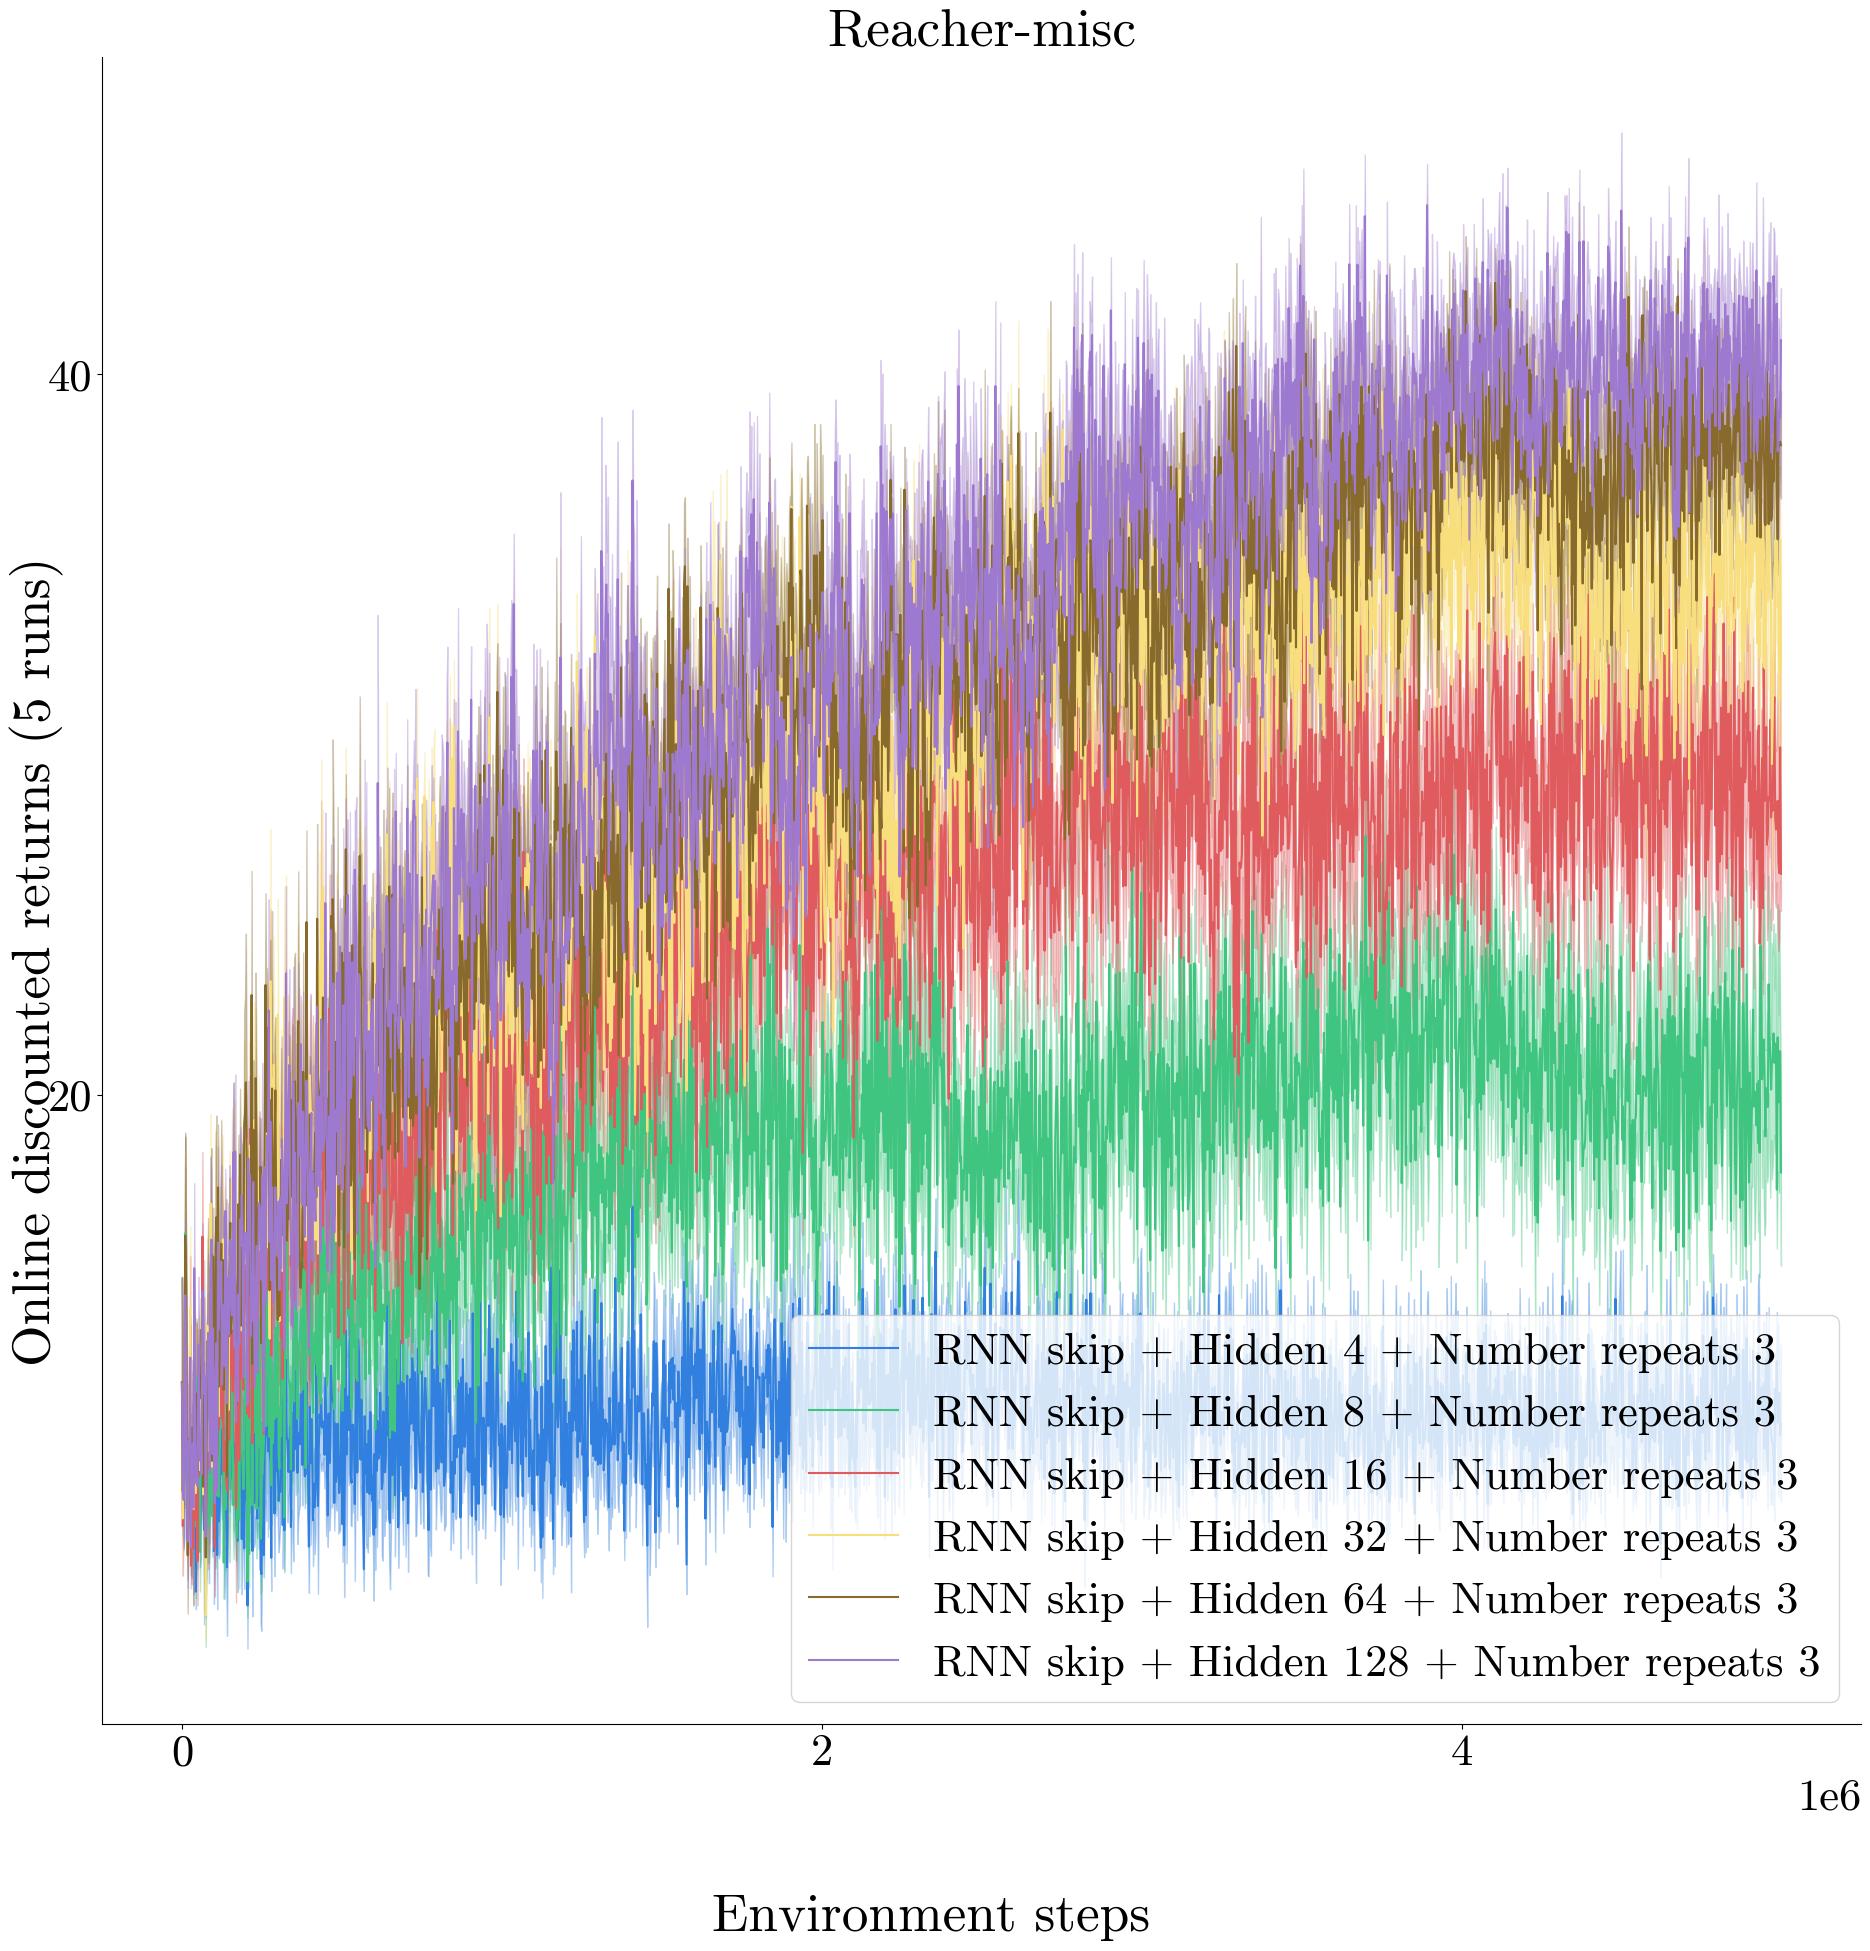 Reacher-misc
Online discounted returns (5 runs)
40
20
RNN skip + Hidden 4 + Number repeats 3
RNN skip + Hidden 8 + Number repeats 3
RNN skip + Hidden 16 + Number repeats 3
RNN skip + Hidden 32 + Number repeats 3
RNN skip + Hidden 64 + Number repeats 3
RNN skip + Hidden 128 + Number repeats 3
0 2 4
1e6
Environment steps